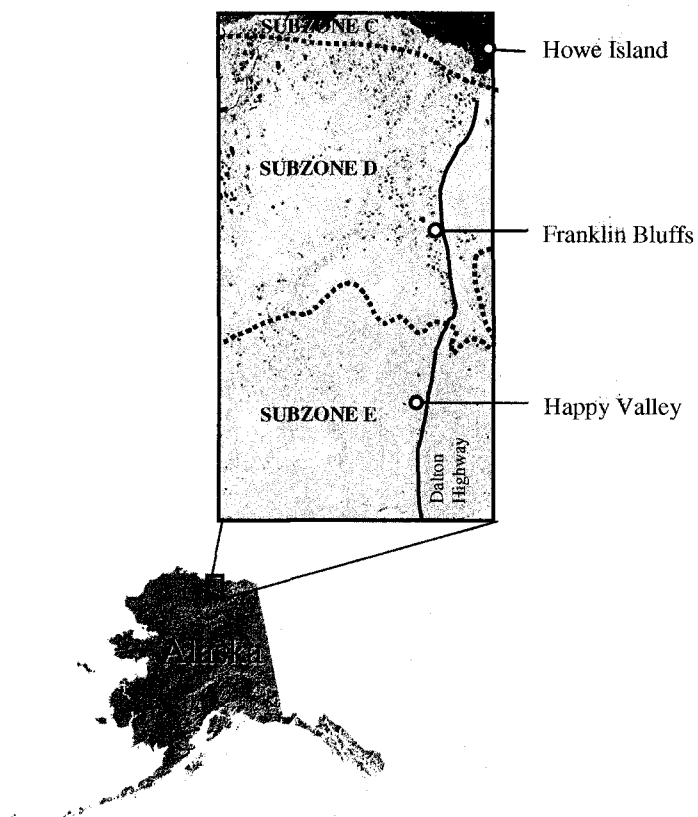 SUBZONE C
Howe Island
SUBZONE D
Franklin Bluffs
SUBZONE E
Happy Valley
Dalton
Highway
Alaska